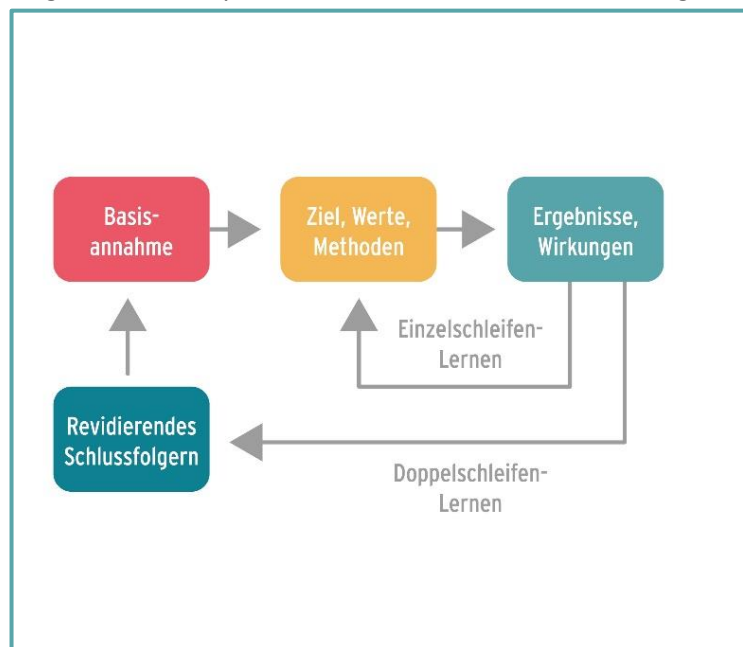 Basis-
annahme
Ziel, Werte,
Methoden
Ergebnisse,
Wirkungen
Einzelschleifen-
Lernen
Revidierendes
Schlussfolgern
Doppelschleifen-
Lernen